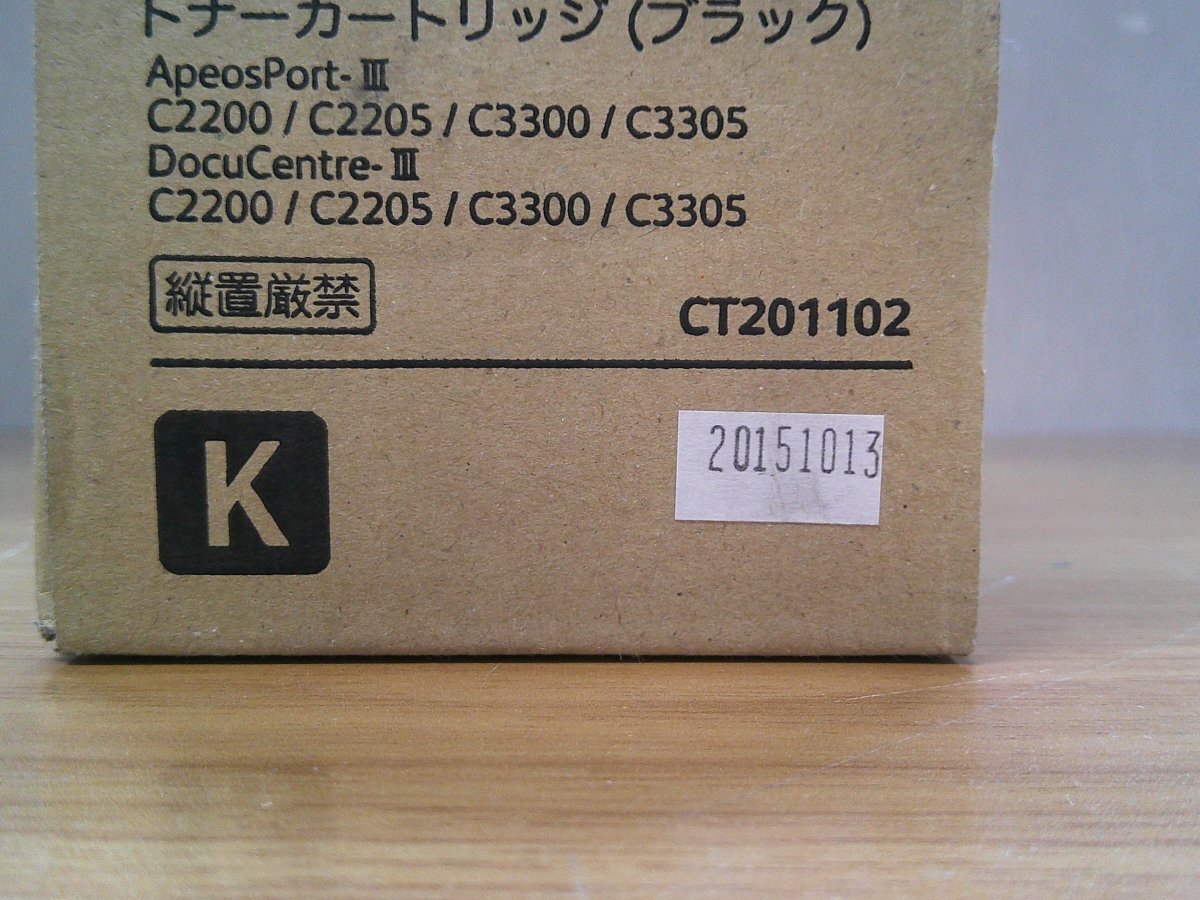 トナーカートリッジ(ブラック)
ApeosPort-Ⅲ
C2200 / C2205 / C3300 / C3305
DocuCentre-Ⅲ
C2200 / C2205 / C3300 / C3305
縦置厳禁
CT201102
K
20151013